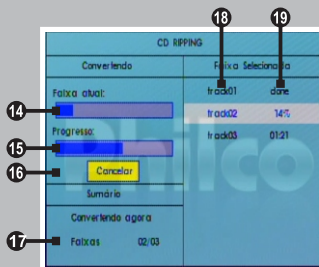 18 19
CD RIPPING
Convertendo
Faixa Selecionada
Faixa atual:
14
Progresso:
15
Cancelar
16
Sumário
Convertendo agora
17 Faixas 02/03
track01 done
track02 14%
track03 01:21
Philco